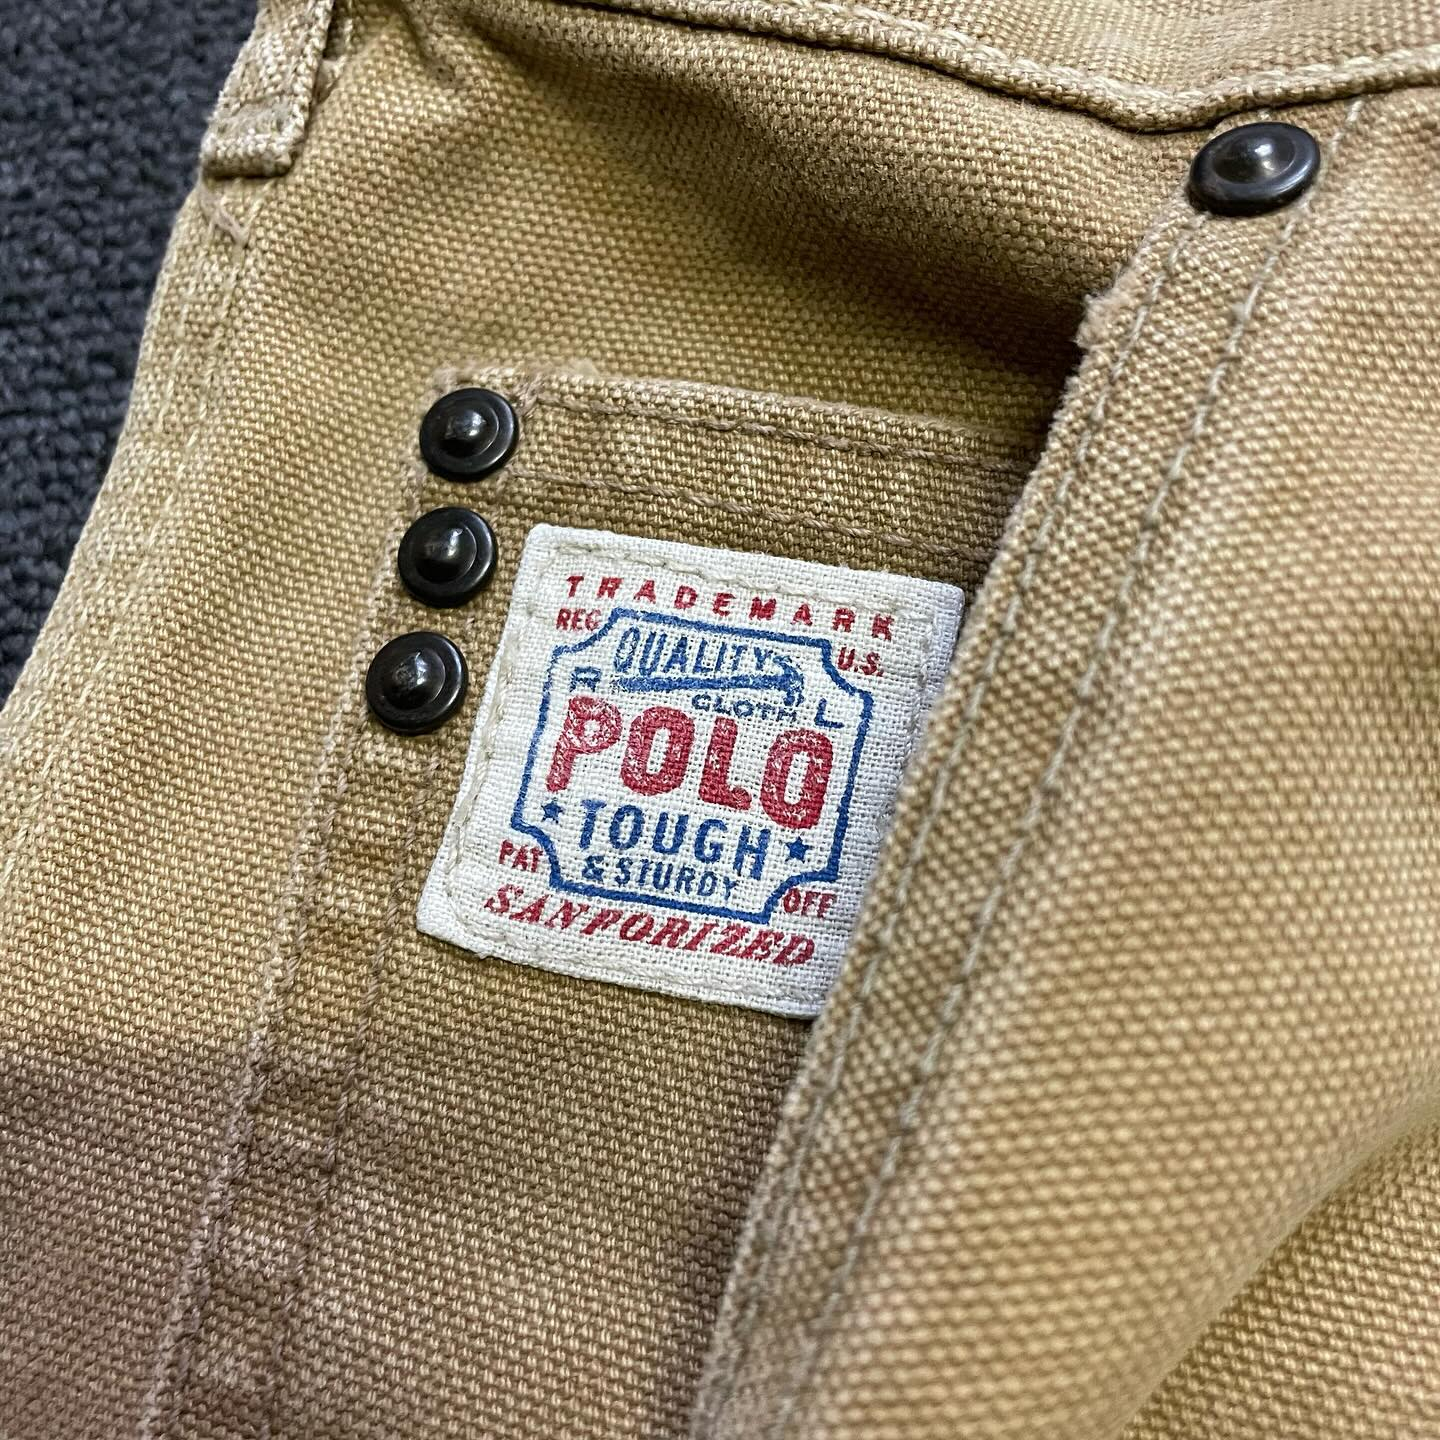 TRADEMARK
REG U.S.
QUALITY
R CLOTH L
POLO
TOUGH
& STURDY
PAT OFF
SANFORIZED